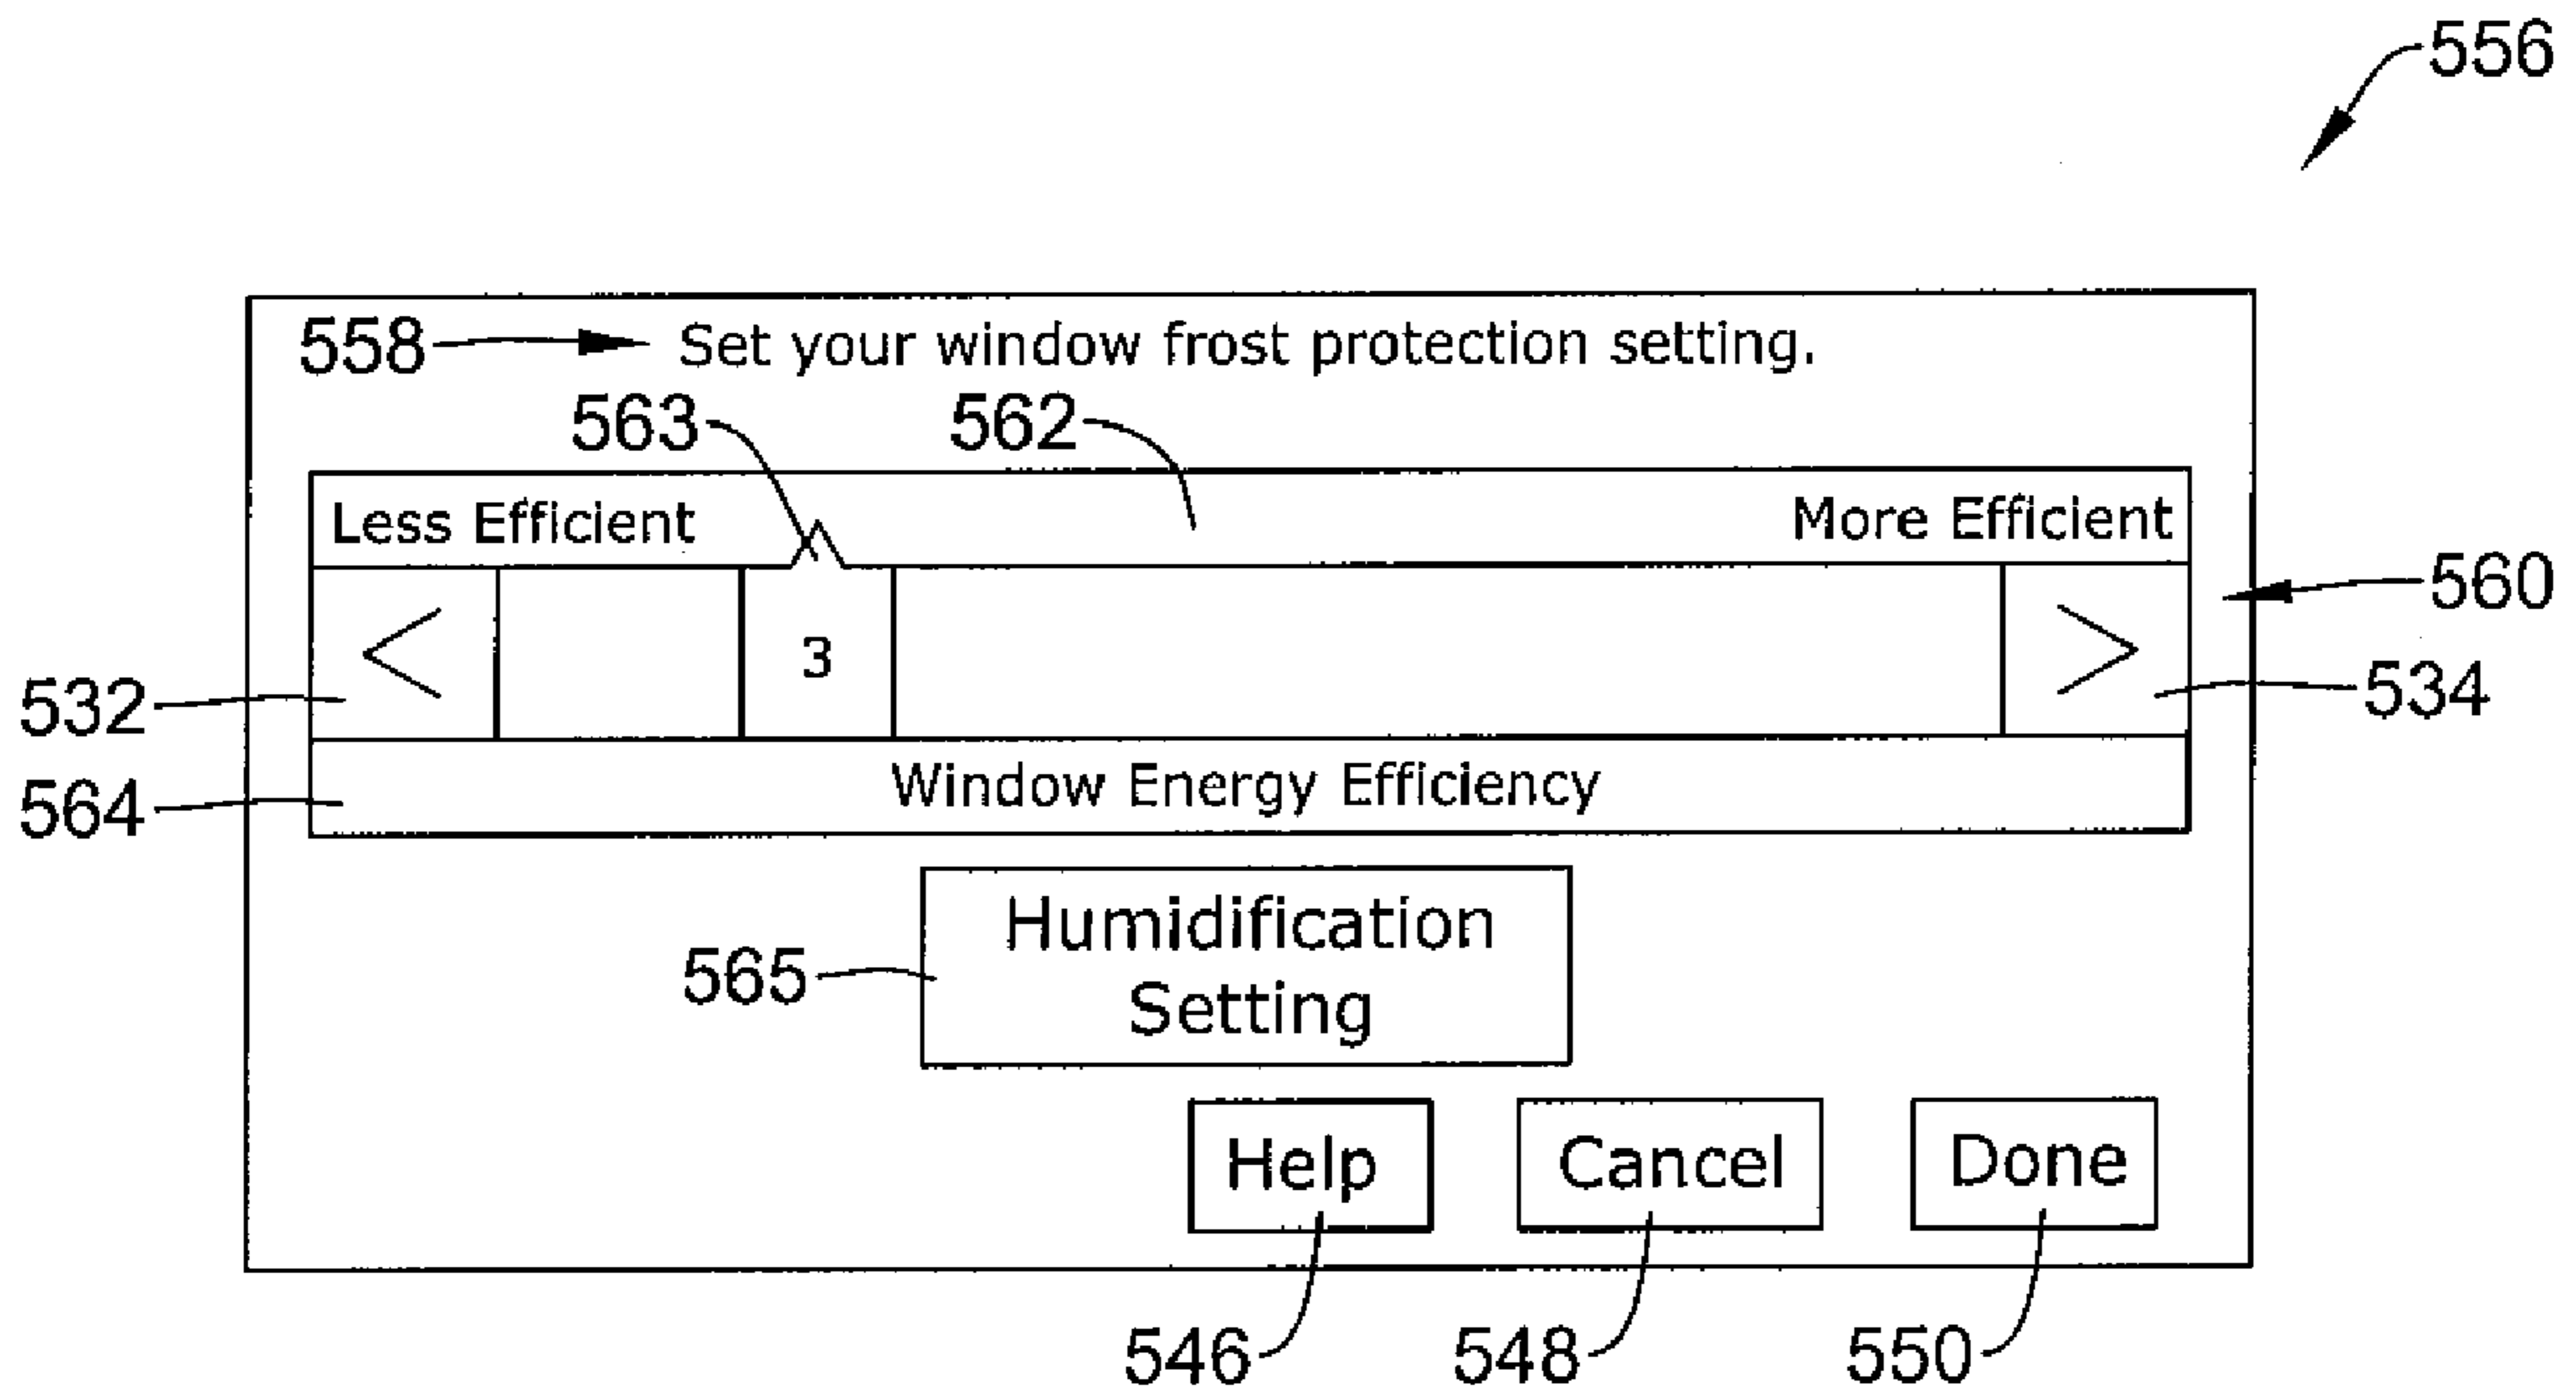 556
558 Set your window frost protection setting.
563 562
Less Efficient More Efficient
< 3 > 560
532 534
Window Energy Efficiency
564
Humidification
565
Setting
Help Cancel Done
546 548 550